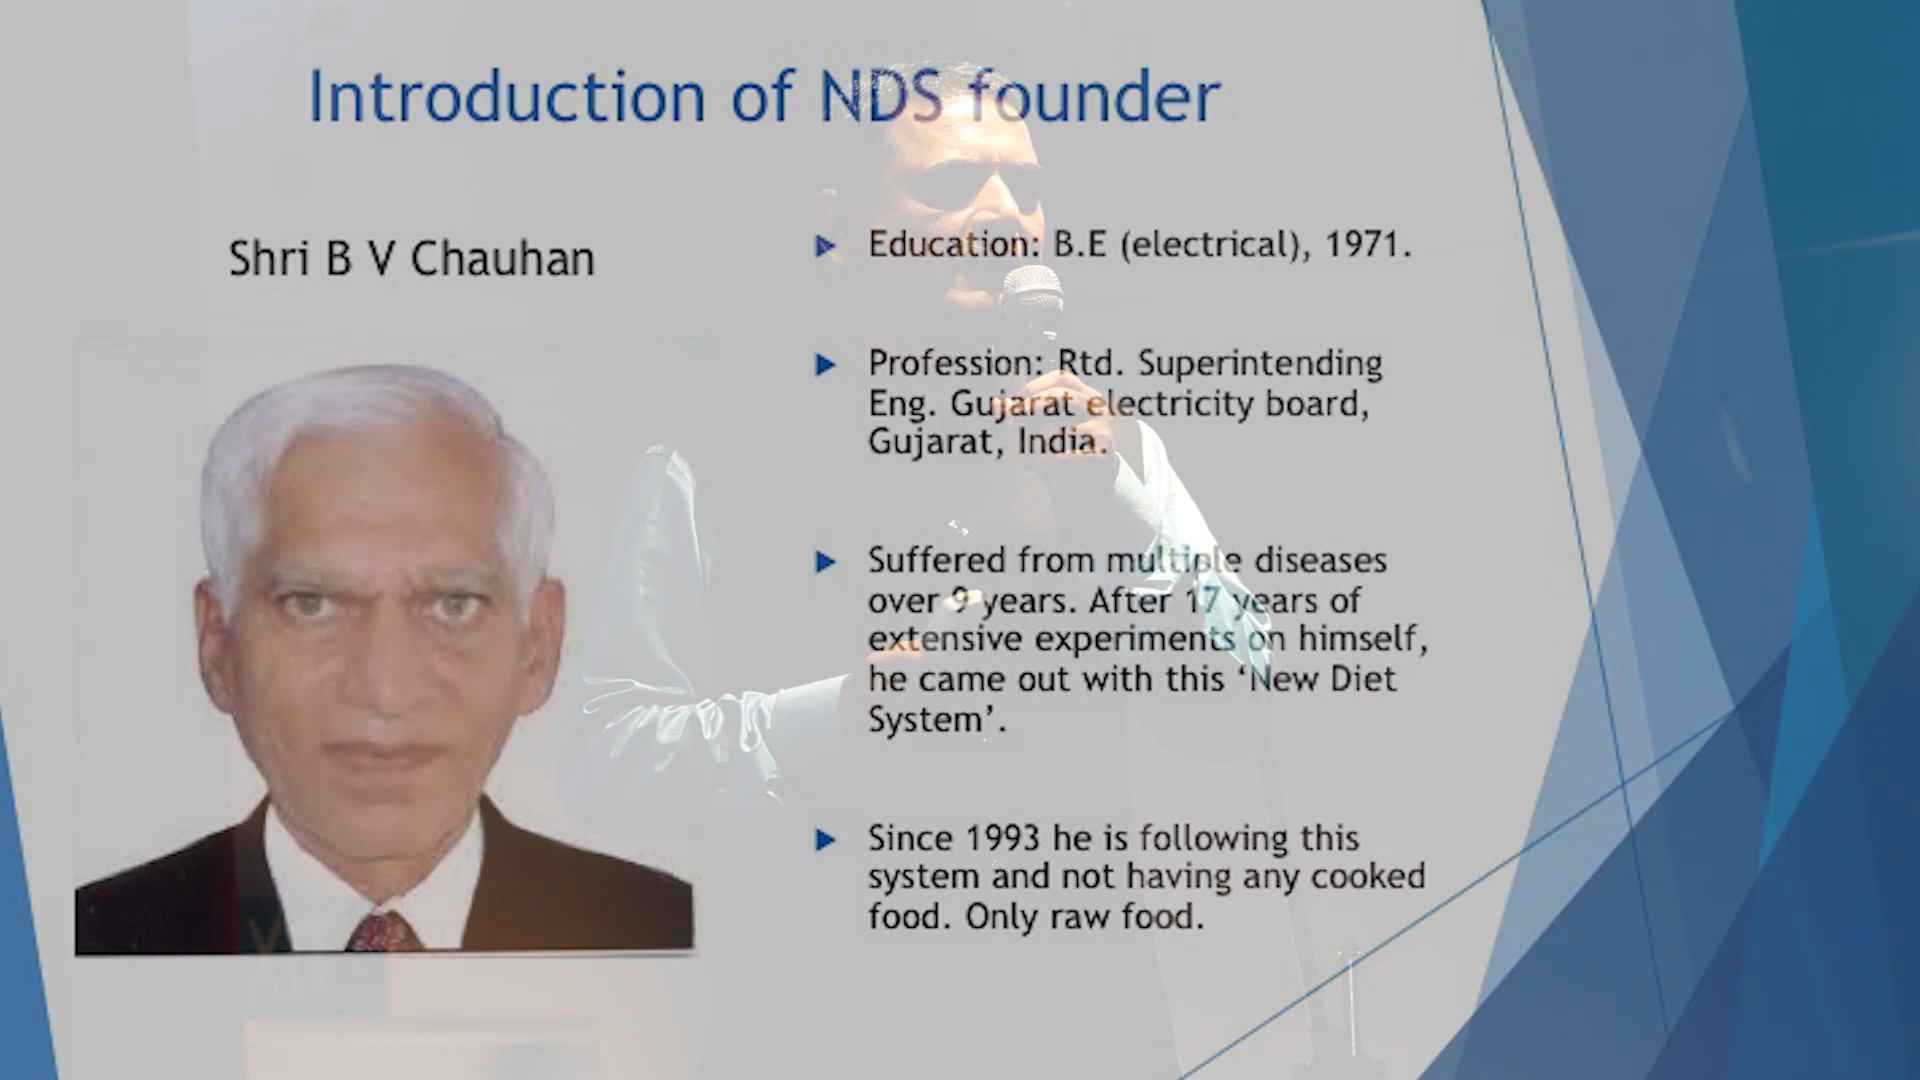 Introduction of NDS founder
Shri B V Chauhan
Education: B.E (electrical), 1971.
Profession: Rtd. Superintending
Eng. Gujarat electricity board,
Gujarat, India.
Suffered from multiple diseases
over 9 years. After 17 years of
extensive experiments on himself,
he came out with this ‘New Diet
System’.
Since 1993 he is following this
system and not having any cooked
food. Only raw food.